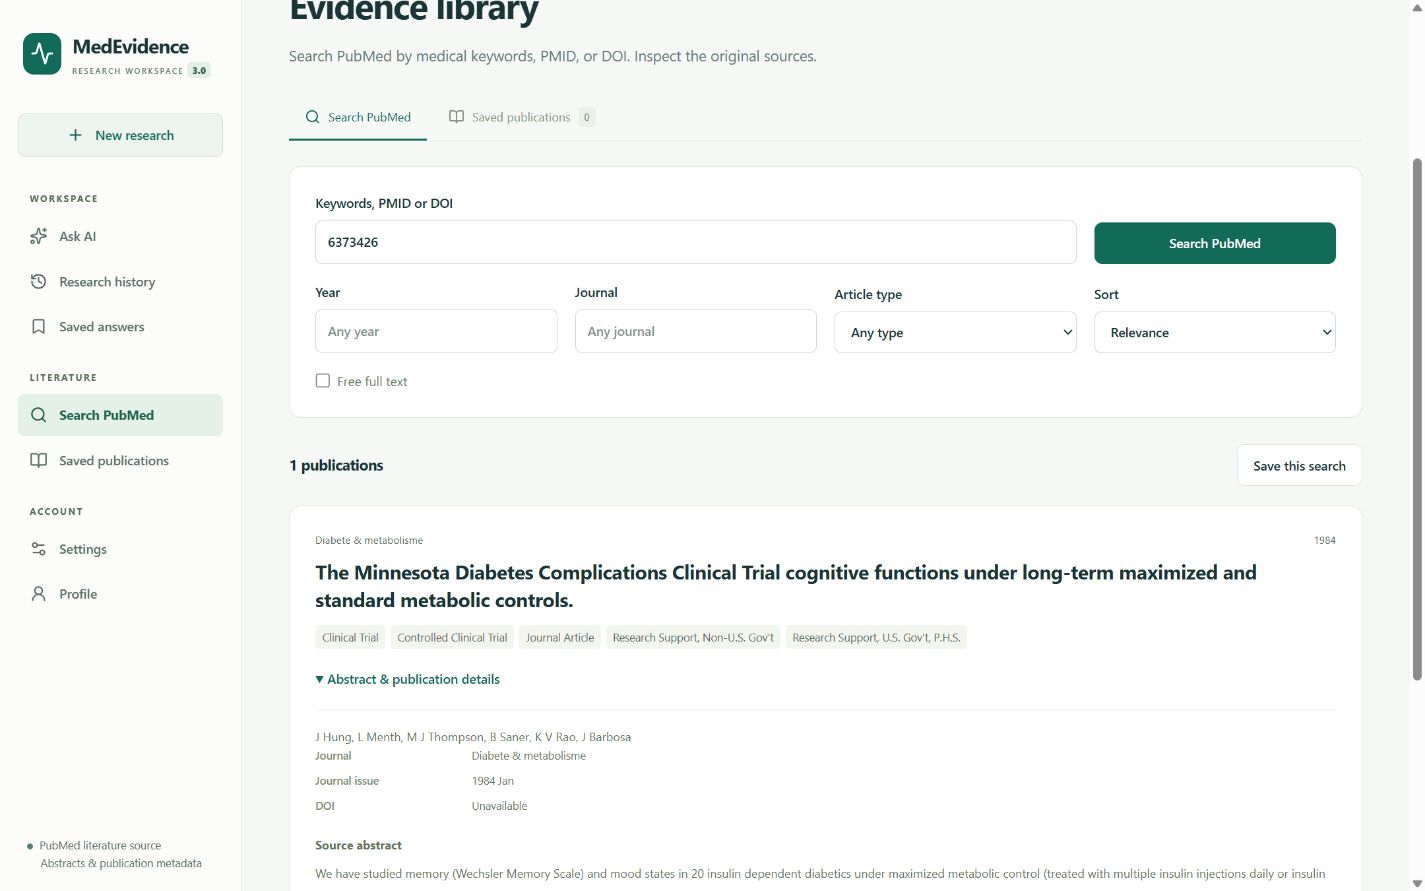 MedEvidence
RESEARCH WORKSPACE 3.0
New research
WORKSPACE
Ask AI
Research history
Saved answers
LITERATURE
Search PubMed
Saved publications
ACCOUNT
Settings
Profile
PubMed literature source
Abstracts & publication metadata
Evidence library
Search PubMed by medical keywords, PMID, or DOI. Inspect the original sources.
Search PubMed
Saved publications 0
Keywords, PMID or DOI
6373426
Search PubMed
Year
Any year
Journal
Any journal
Article type
Any type
Sort
Relevance
Free full text
1 publications
Save this search
Diabete & metabolisme
1984
The Minnesota Diabetes Complications Clinical Trial cognitive functions under long-term maximized and
standard metabolic controls.
Clinical Trial
Controlled Clinical Trial
Journal Article
Research Support, Non-U.S. Gov't
Research Support, U.S. Gov't, P.H.S.
Abstract & publication details
J Hung, L Menth, M J Thompson, B Saner, K V Rao, J Barbosa
Journal Diabete & metabolisme
Journal issue 1984 Jan
DOI Unavailable
Source abstract
We have studied memory (Wechsler Memory Scale) and mood states in 20 insulin dependent diabetics under maximized metabolic control (treated with multiple insulin injections daily or insulin